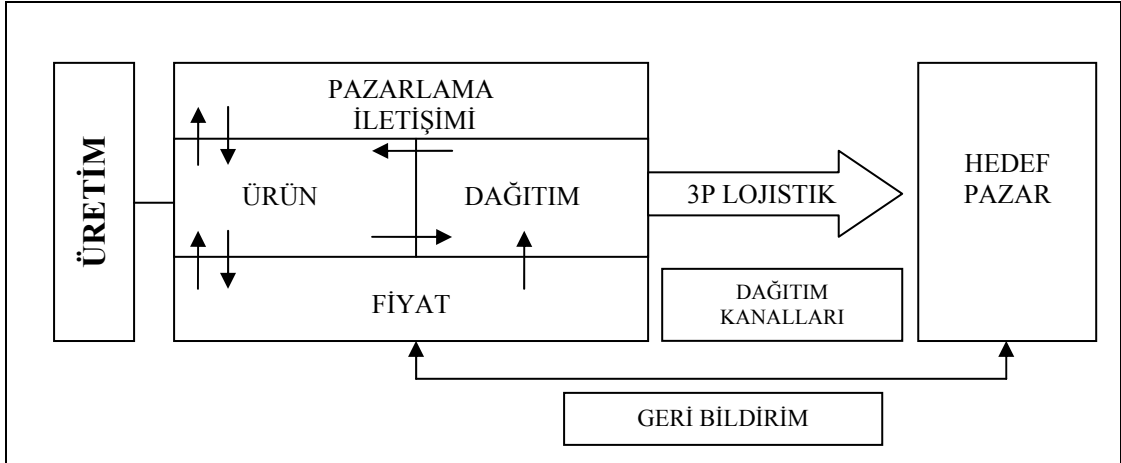 ÜRETİM
PAZARLAMA
İLETİŞİMİ
ÜRÜN
DAĞITIM
FİYAT
3P LOJISTIK
DAĞITIM
KANALLARI
HEDEF
PAZAR
GERİ BİLDİRİM